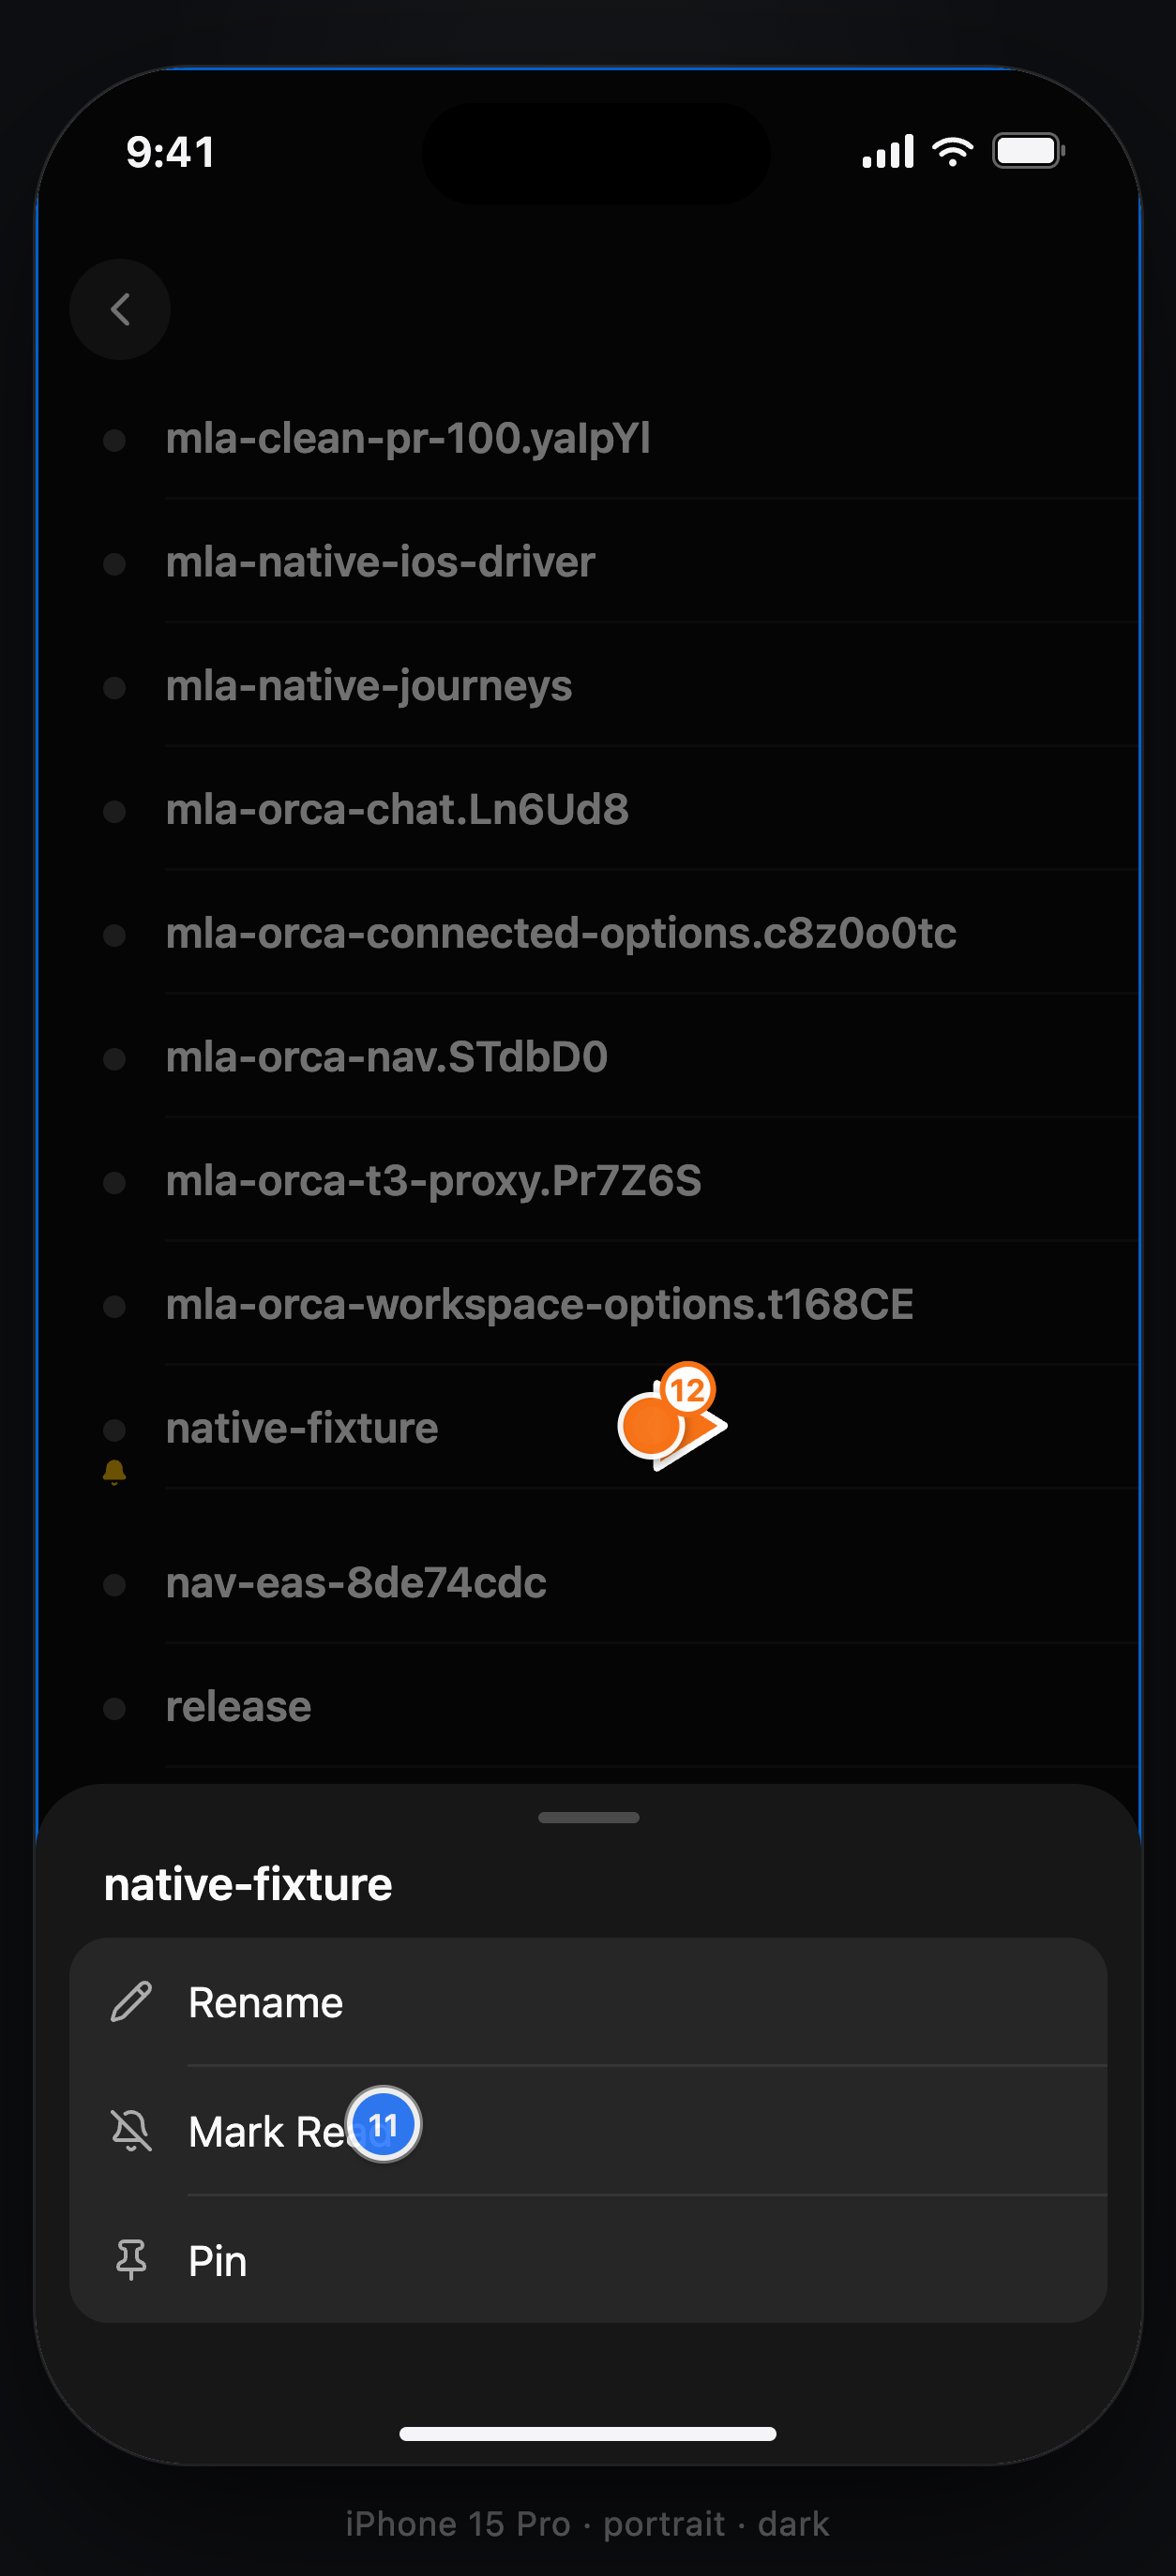 9:41
mla-clean-pr-100.yaIpYl
mla-native-ios-driver
mla-native-journeys
mla-orca-chat.Ln6Ud8
mla-orca-connected-options.c8z0o0tc
mla-orca-nav.STdbD0
mla-orca-t3-proxy.Pr7Z6S
mla-orca-workspace-options.t168CE
12
native-fixture
nav-eas-8de74cdc
release
native-fixture
Rename
Mark Read
11
Pin
iPhone 15 Pro · portrait · dark